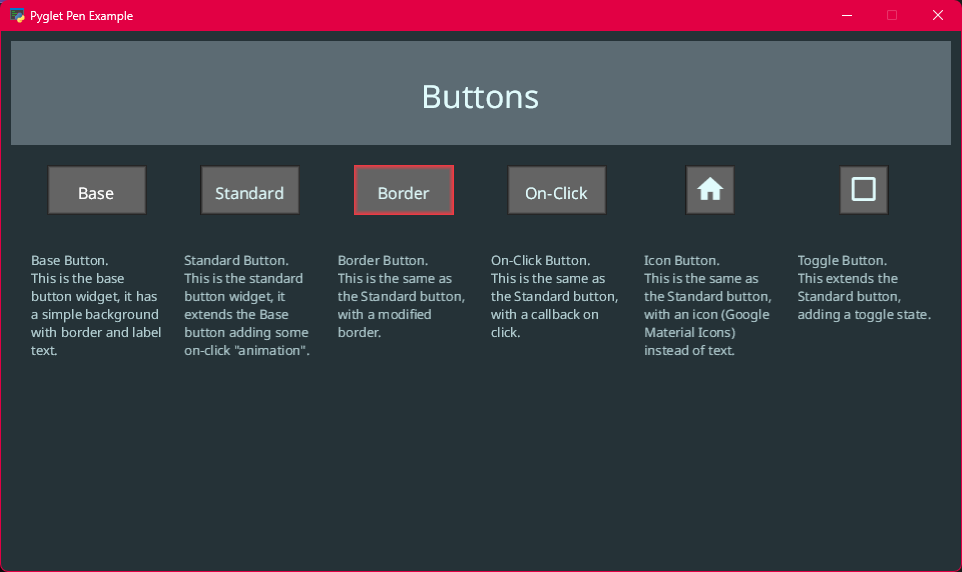 Pyglet Pen Example
Buttons
Base
Standard
Border
On-Click
Base Button.
This is the base
button widget, it has
a simple background
with border and label
text.
Standard Button.
This is the standard
button widget, it
extends the Base
button adding some
on-click "animation".
Border Button.
This is the same as
the Standard button,
with a modified
border.
On-Click Button.
This is the same as
the Standard button,
with a callback on
click.
Icon Button.
This is the same as
the Standard button,
with an icon (Google
Material Icons)
instead of text.
Toggle Button.
This extends the
Standard button,
adding a toggle state.